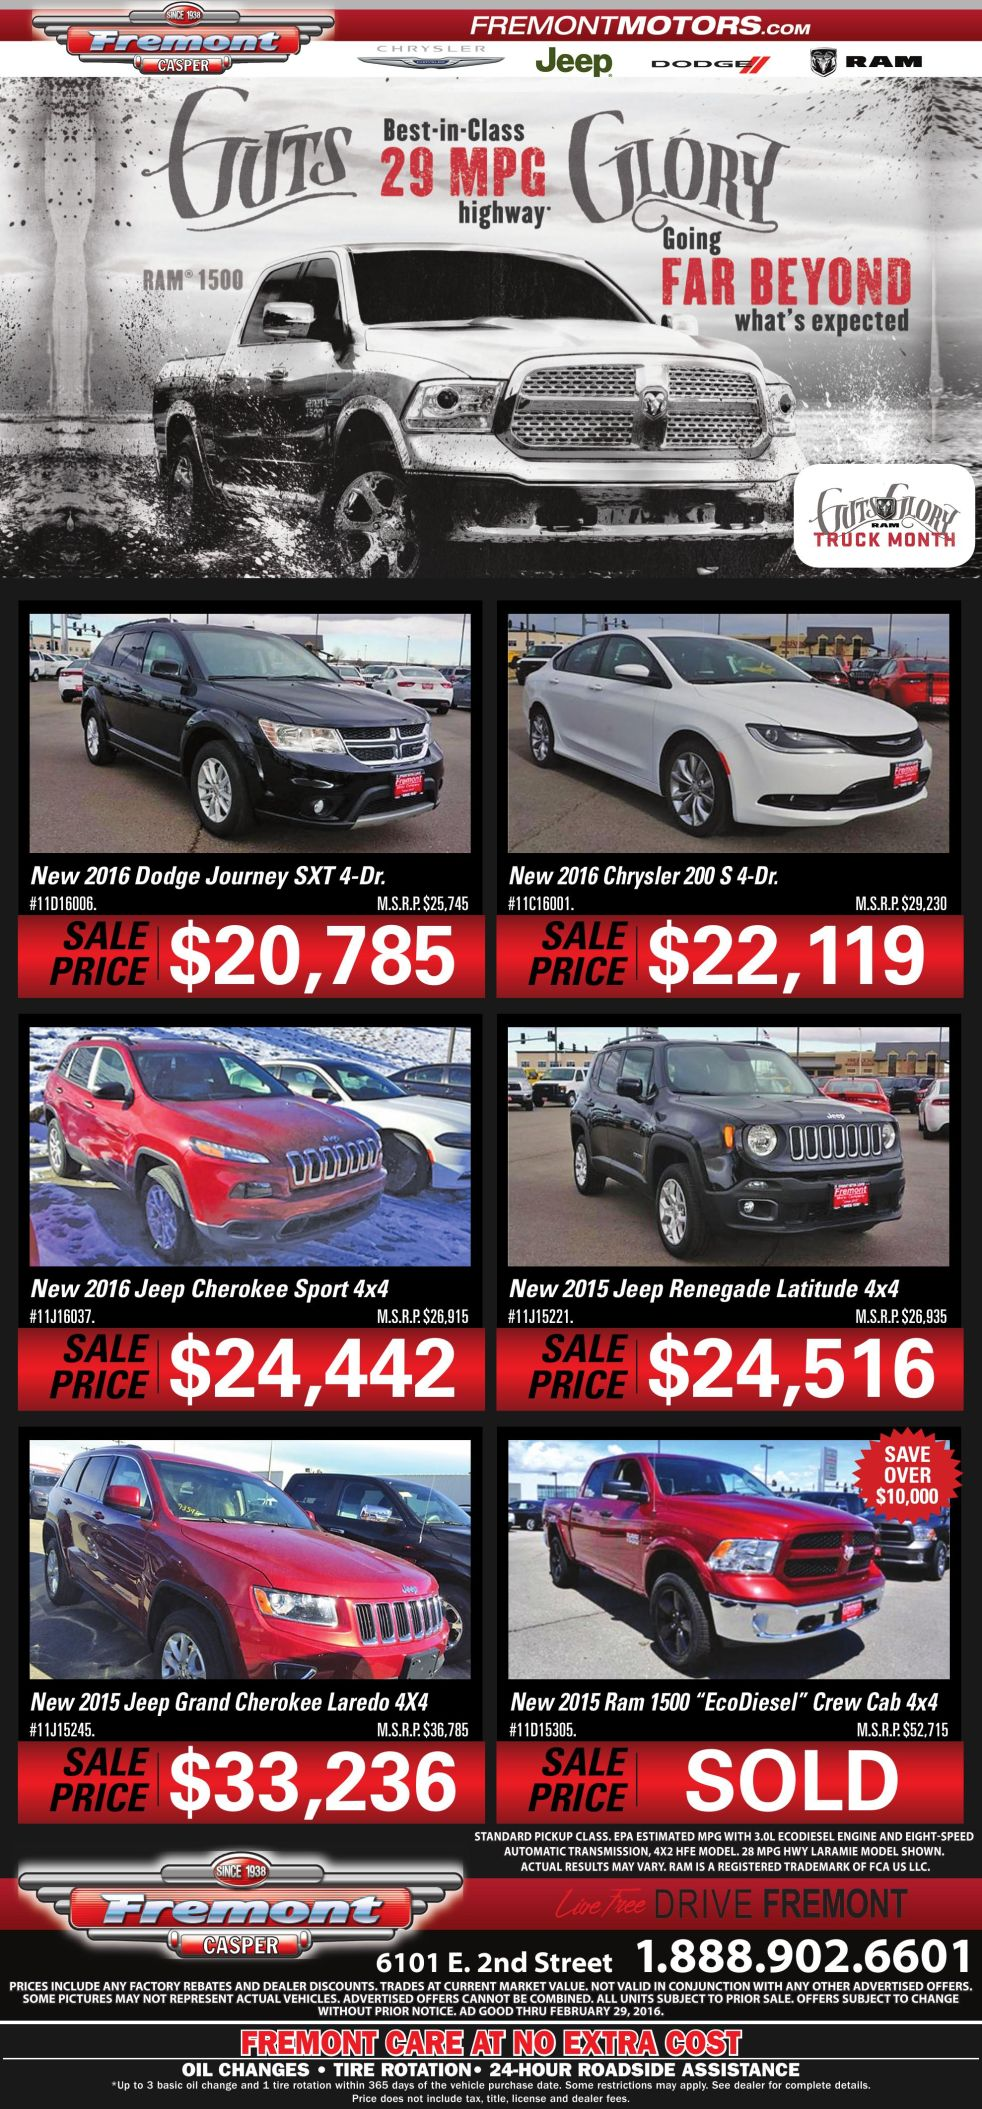 SINCE 1938
Fremont
CASPER
FREMONTMOTORS.COM
CHRYSLER
Jeep
DODGE
RAM
GUTS
Best-in-Class
29 MPG
highway*
GLORY
Going
FAR BEYOND
what's expected
RAM® 1500
GUTS GLORY
RAM
TRUCK MONTH
New 2016 Dodge Journey SXT 4-Dr.
#11D16006. M.S.R.P. $25,745
SALE PRICE $20,785
New 2016 Chrysler 200 S 4-Dr.
#11C16001. M.S.R.P. $29,230
SALE PRICE $22,119
New 2016 Jeep Cherokee Sport 4x4
#11J16037. M.S.R.P. $26,915
SALE PRICE $24,442
New 2015 Jeep Renegade Latitude 4x4
#11J15221. M.S.R.P. $26,935
SALE PRICE $24,516
New 2015 Jeep Grand Cherokee Laredo 4X4
#11J15245. M.S.R.P. $36,785
SALE PRICE $33,236
SAVE
OVER
$10,000
New 2015 Ram 1500 “EcoDiesel” Crew Cab 4x4
#11D15305. M.S.R.P. $52,715
SALE PRICE SOLD
STANDARD PICKUP CLASS. EPA ESTIMATED MPG WITH 3.0L ECODIESEL ENGINE AND EIGHT-SPEED
AUTOMATIC TRANSMISSION, 4X2 HFE MODEL. 28 MPG HWY LARAMIE MODEL SHOWN.
ACTUAL RESULTS MAY VARY. RAM IS A REGISTERED TRADEMARK OF FCA US LLC.
SINCE 1938
Fremont
CASPER
Live Free DRIVE FREMONT
6101 E. 2nd Street 1.888.902.6601
PRICES INCLUDE ANY FACTORY REBATES AND DEALER DISCOUNTS. TRADES AT CURRENT MARKET VALUE. NOT VALID IN CONJUNCTION WITH ANY OTHER ADVERTISED OFFERS.
SOME PICTURES MAY NOT REPRESENT ACTUAL VEHICLES. ADVERTISED OFFERS CANNOT BE COMBINED. ALL UNITS SUBJECT TO PRIOR SALE. OFFERS SUBJECT TO CHANGE
WITHOUT PRIOR NOTICE. AD GOOD THRU FEBRUARY 29, 2016.
FREMONT CARE AT NO EXTRA COST
OIL CHANGES • TIRE ROTATION• 24-HOUR ROADSIDE ASSISTANCE
*Up to 3 basic oil change and 1 tire rotation within 365 days of the vehicle purchase date. Some restrictions may apply. See dealer for complete details.
Price does not include tax, title, license and dealer fees.